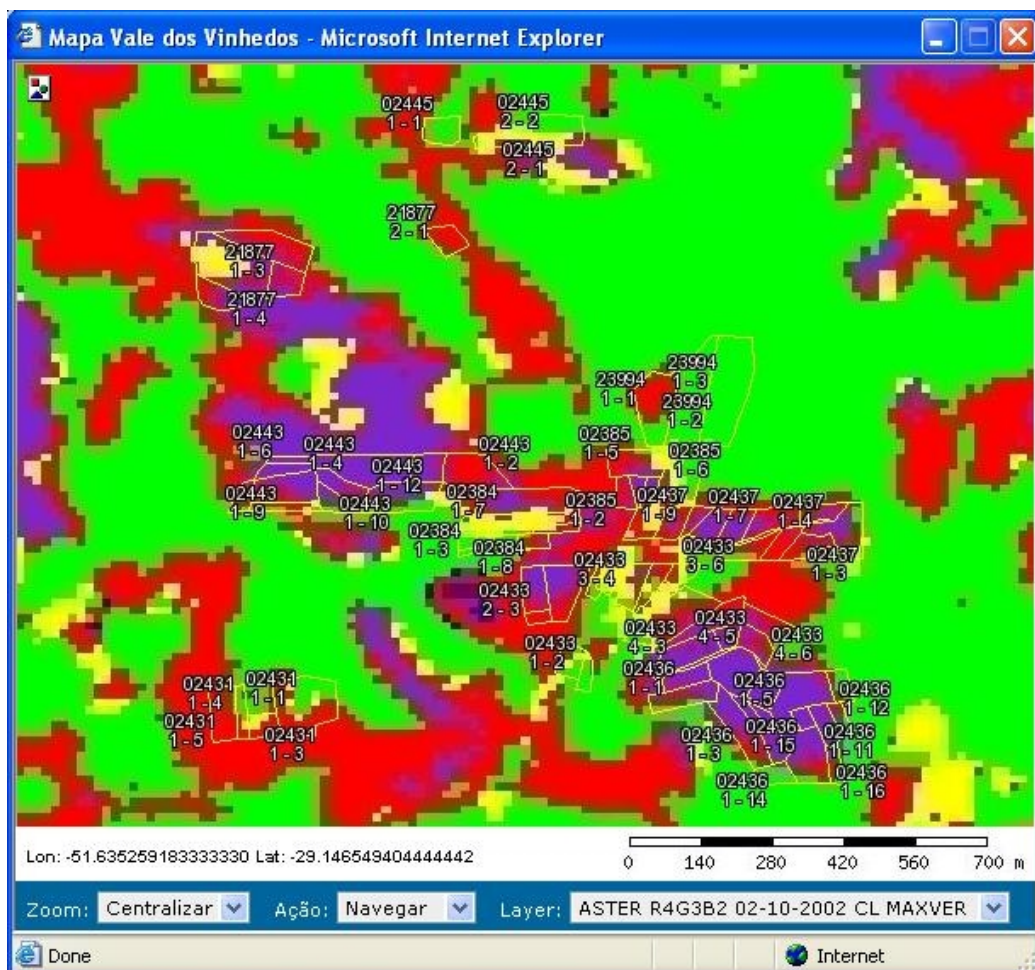 Mapa Vale dos Vinhedos - Microsoft Internet Explorer
02445
1 - 1
02445
2 - 2
02445
2 - 1
21877
2 - 1
21877
1 - 3
21877
1 - 4
23994
1 - 3
23994
1 - 1
23994
1 - 2
02443
1 - 6
02443
1 - 4
02443
1 - 2
02385
1 - 5
02385
1 - 6
02443
1 - 12
02443
1 - 9
02443
1 - 10
02384
1 - 7
02385
1 - 2
02437
1 - 9
02437
1 - 7
02437
1 - 4
02384
1 - 3
02384
1 - 8
02433
3 - 4
02433
3 - 6
02437
1 - 3
02433
2 - 3
02433
4 - 5
02433
4 - 3
02433
4 - 6
02433
1 - 2
02436
1 - 1
02431
1 - 4
02431
1 - 1
02436
1 - 5
02436
1 - 12
02431
1 - 5
02431
1 - 3
02436
1 - 3
02436
1 - 15
02436
1 - 11
02436
1 - 14
02436
1 - 16
Lon: -51.635259183333330 Lat: -29.146549404444442
0 140 280 420 560 700 m
Zoom: Centralizar Ação: Navegar Layer: ASTER R4G3B2 02-10-2002 CL MAXVER
Done Internet